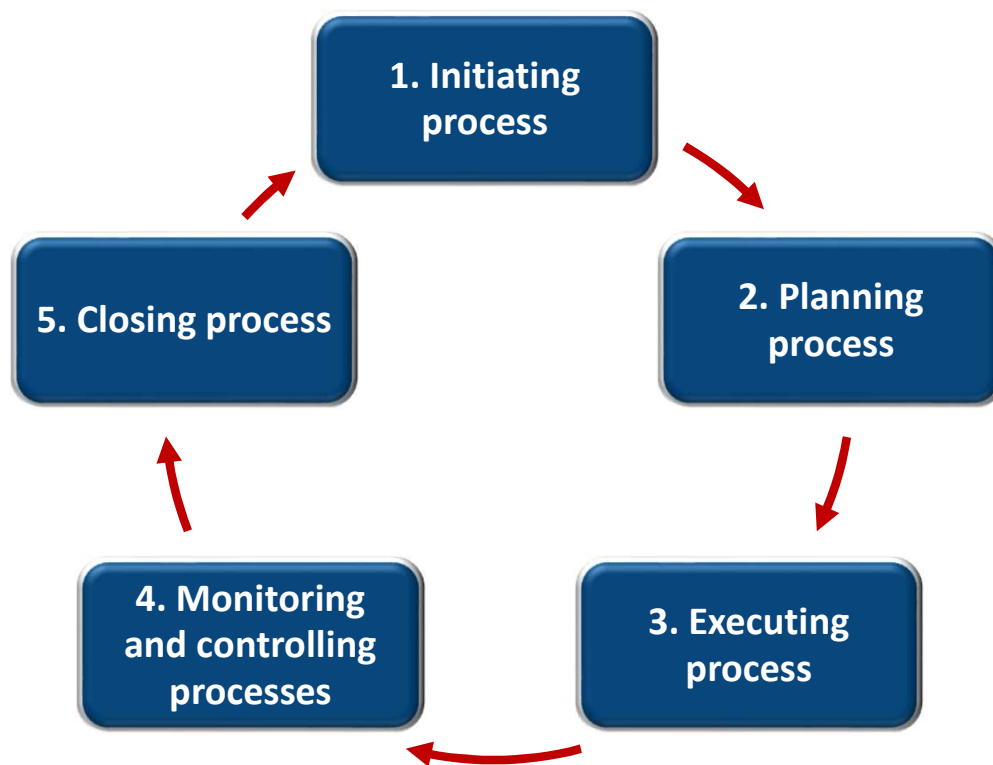 1. Initiating
process
2. Planning
process
3. Executing
process
4. Monitoring
and controlling
processes
5. Closing process